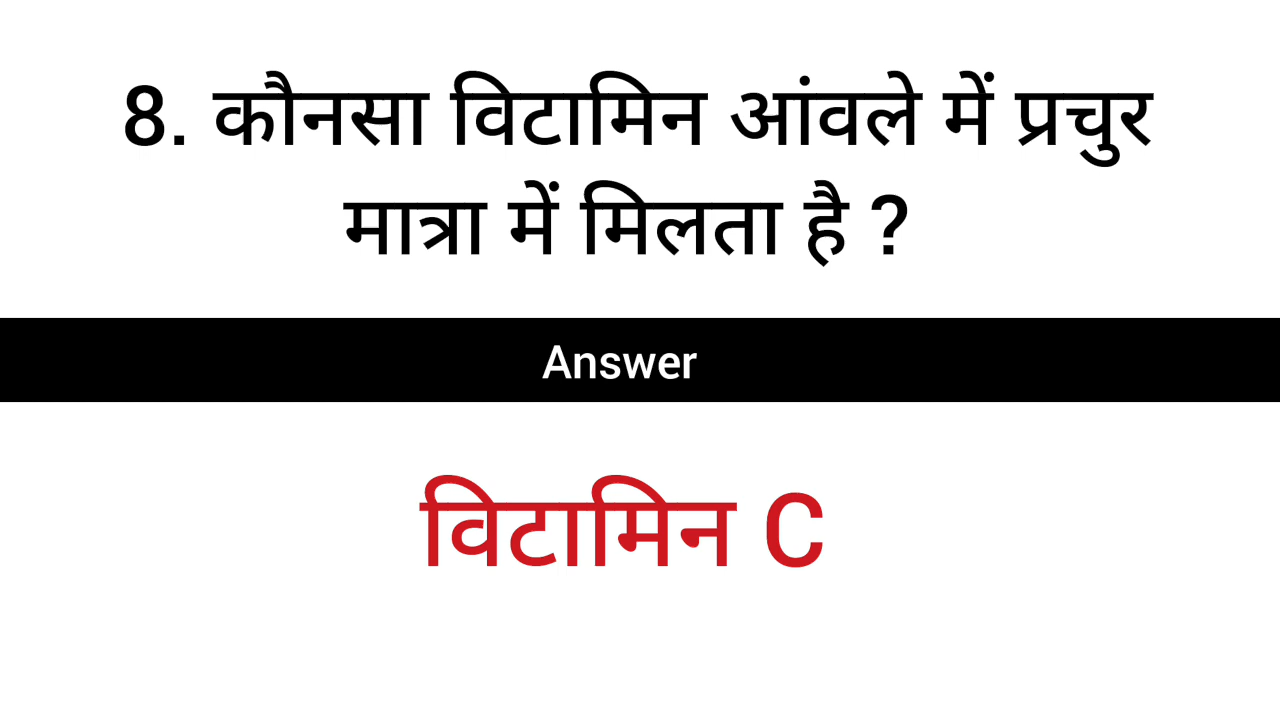 8. कौनसा विटामिन आंवले में प्रचुर
मात्रा में मिलता है ?
Answer
विटामिन C